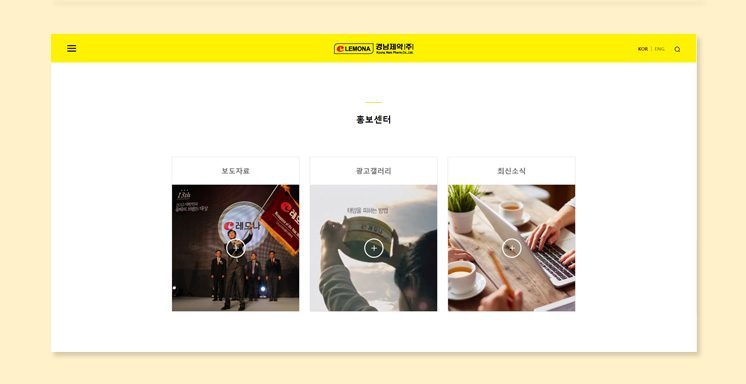 LEMONA 경남제약(주)
Kyung Nam Pharm.Co.,Ltd.
KOR | ENG
홍보센터
보도자료
광고갤러리
최신소식
13th
레모나
태양을 피하는 방법